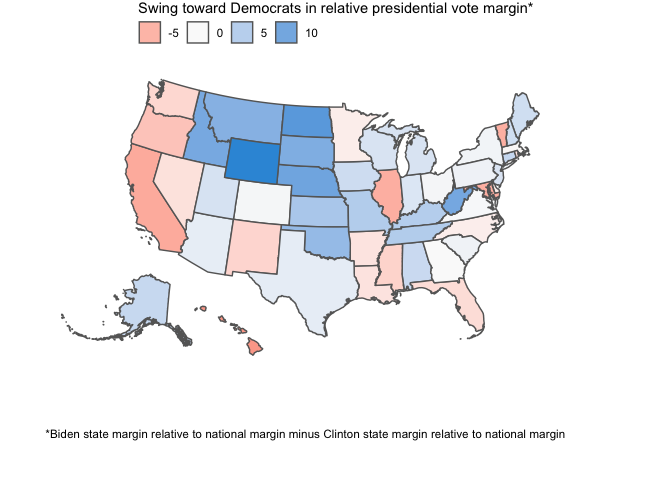 Swing toward Democrats in relative presidential vote margin*
-5 0 5 10
*Biden state margin relative to national margin minus Clinton state margin relative to national margin